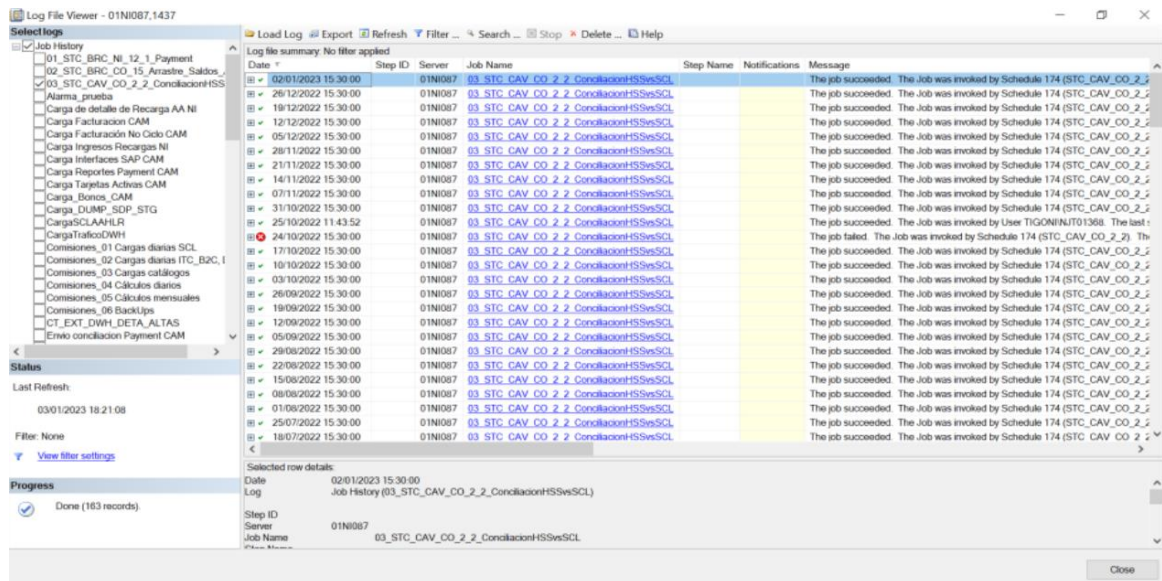 Log File Viewer - 01NI087,1437
Select logs
Job History
01_STC_BRC_NI_12_1_Payment
02_STC_BRC_CO_15_Arrastre_Saldos_
03_STC_CAV_CO_2_2_ConciliacionHSS
Alarma_prueba
Carga de detalle de Recarga AA NI
Carga Facturacion CAM
Carga Facturación No Ciclo CAM
Carga Ingresos Recargas NI
Carga Interfaces SAP CAM
Carga Reportes Payment CAM
Carga Tarjetas Activas CAM
Carga_Bonos_CAM
Carga_DUMP_SDP_STG
CargaSCLAAHLR
CargaTraficoDWH
Comisiones_01 Cargas diarias SCL
Comisiones_02 Cargas diarias ITC_B2C,
Comisiones_03 Cargas catálogos
Comisiones_04 Cálculos diarios
Comisiones_05 Cálculos mensuales
Comisiones_06 BackUps
CT_EXT_DWH_DETA_ALTAS
Envio conciliacion Payment CAM
Status
Last Refresh:
03/01/2023 18:21:08
Filter: None
View filter settings
Progress
Done (163 records).
Load Log Export Refresh Filter ... Search ... Stop Delete ... Help
Log file summary: No filter applied
Date Step ID Server Job Name Step Name Notifications Message
02/01/2023 15:30:00 01NI087 03_STC_CAV_CO_2_2_ConciliacionHSSvsSCL The job succeeded. The Job was invoked by Schedule 174 (STC_CAV_CO_2_2
26/12/2022 15:30:00 01NI087 03_STC_CAV_CO_2_2_ConciliacionHSSvsSCL The job succeeded. The Job was invoked by Schedule 174 (STC_CAV_CO_2_2
19/12/2022 15:30:00 01NI087 03_STC_CAV_CO_2_2_ConciliacionHSSvsSCL The job succeeded. The Job was invoked by Schedule 174 (STC_CAV_CO_2_2
12/12/2022 15:30:00 01NI087 03_STC_CAV_CO_2_2_ConciliacionHSSvsSCL The job succeeded. The Job was invoked by Schedule 174 (STC_CAV_CO_2_2
05/12/2022 15:30:00 01NI087 03_STC_CAV_CO_2_2_ConciliacionHSSvsSCL The job succeeded. The Job was invoked by Schedule 174 (STC_CAV_CO_2_2
28/11/2022 15:30:00 01NI087 03_STC_CAV_CO_2_2_ConciliacionHSSvsSCL The job succeeded. The Job was invoked by Schedule 174 (STC_CAV_CO_2_2
21/11/2022 15:30:00 01NI087 03_STC_CAV_CO_2_2_ConciliacionHSSvsSCL The job succeeded. The Job was invoked by Schedule 174 (STC_CAV_CO_2_2
14/11/2022 15:30:00 01NI087 03_STC_CAV_CO_2_2_ConciliacionHSSvsSCL The job succeeded. The Job was invoked by Schedule 174 (STC_CAV_CO_2_2
07/11/2022 15:30:00 01NI087 03_STC_CAV_CO_2_2_ConciliacionHSSvsSCL The job succeeded. The Job was invoked by Schedule 174 (STC_CAV_CO_2_2
31/10/2022 15:30:00 01NI087 03_STC_CAV_CO_2_2_ConciliacionHSSvsSCL The job succeeded. The Job was invoked by Schedule 174 (STC_CAV_CO_2_2
25/10/2022 11:43:52 01NI087 03_STC_CAV_CO_2_2_ConciliacionHSSvsSCL The job succeeded. The Job was invoked by User TIGONI\NJT01368. The last s
24/10/2022 15:30:00 01NI087 03_STC_CAV_CO_2_2_ConciliacionHSSvsSCL The job failed. The Job was invoked by Schedule 174 (STC_CAV_CO_2_2). The
17/10/2022 15:30:00 01NI087 03_STC_CAV_CO_2_2_ConciliacionHSSvsSCL The job succeeded. The Job was invoked by Schedule 174 (STC_CAV_CO_2_2
10/10/2022 15:30:00 01NI087 03_STC_CAV_CO_2_2_ConciliacionHSSvsSCL The job succeeded. The Job was invoked by Schedule 174 (STC_CAV_CO_2_2
03/10/2022 15:30:00 01NI087 03_STC_CAV_CO_2_2_ConciliacionHSSvsSCL The job succeeded. The Job was invoked by Schedule 174 (STC_CAV_CO_2_2
26/09/2022 15:30:00 01NI087 03_STC_CAV_CO_2_2_ConciliacionHSSvsSCL The job succeeded. The Job was invoked by Schedule 174 (STC_CAV_CO_2_2
19/09/2022 15:30:00 01NI087 03_STC_CAV_CO_2_2_ConciliacionHSSvsSCL The job succeeded. The Job was invoked by Schedule 174 (STC_CAV_CO_2_2
12/09/2022 15:30:00 01NI087 03_STC_CAV_CO_2_2_ConciliacionHSSvsSCL The job succeeded. The Job was invoked by Schedule 174 (STC_CAV_CO_2_2
05/09/2022 15:30:00 01NI087 03_STC_CAV_CO_2_2_ConciliacionHSSvsSCL The job succeeded. The Job was invoked by Schedule 174 (STC_CAV_CO_2_2
29/08/2022 15:30:00 01NI087 03_STC_CAV_CO_2_2_ConciliacionHSSvsSCL The job succeeded. The Job was invoked by Schedule 174 (STC_CAV_CO_2_2
22/08/2022 15:30:00 01NI087 03_STC_CAV_CO_2_2_ConciliacionHSSvsSCL The job succeeded. The Job was invoked by Schedule 174 (STC_CAV_CO_2_2
15/08/2022 15:30:00 01NI087 03_STC_CAV_CO_2_2_ConciliacionHSSvsSCL The job succeeded. The Job was invoked by Schedule 174 (STC_CAV_CO_2_2
08/08/2022 15:30:00 01NI087 03_STC_CAV_CO_2_2_ConciliacionHSSvsSCL The job succeeded. The Job was invoked by Schedule 174 (STC_CAV_CO_2_2
01/08/2022 15:30:00 01NI087 03_STC_CAV_CO_2_2_ConciliacionHSSvsSCL The job succeeded. The Job was invoked by Schedule 174 (STC_CAV_CO_2_2
25/07/2022 15:30:00 01NI087 03_STC_CAV_CO_2_2_ConciliacionHSSvsSCL The job succeeded. The Job was invoked by Schedule 174 (STC_CAV_CO_2_2
18/07/2022 15:30:00 01NI087 03_STC_CAV_CO_2_2_ConciliacionHSSvsSCL The job succeeded. The Job was invoked by Schedule 174 (STC_CAV_CO_2_2
Selected row details:
Date 02/01/2023 15:30:00
Log Job History (03_STC_CAV_CO_2_2_ConciliacionHSSvsSCL)
Step ID
Server 01NI087
Job Name 03_STC_CAV_CO_2_2_ConciliacionHSSvsSCL
Close